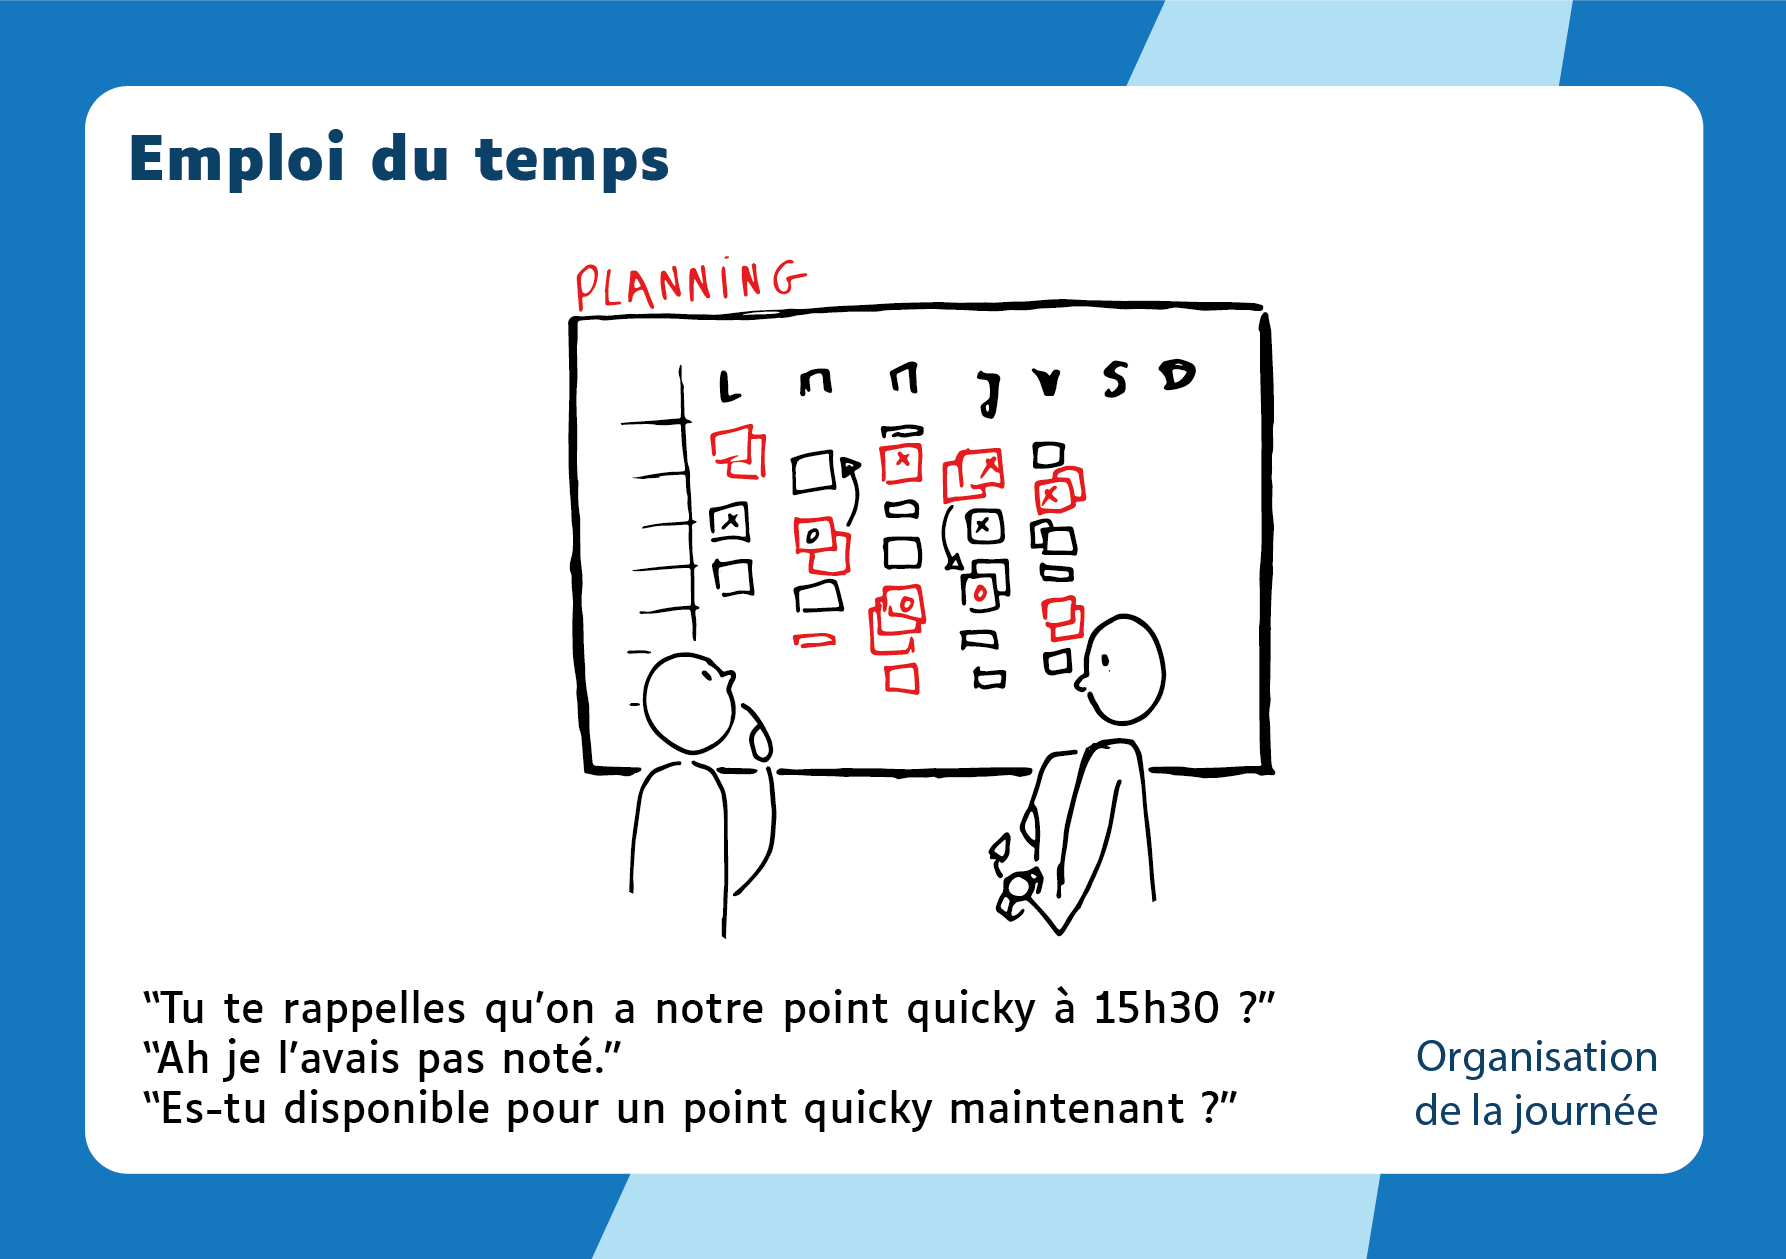 Emploi du temps
PLANNiNG
L M M J V S D
“Tu te rappelles qu’on a notre point quicky à 15h30 ?”
“Ah je l’avais pas noté.”
“Es-tu disponible pour un point quicky maintenant ?”
Organisation
de la journée